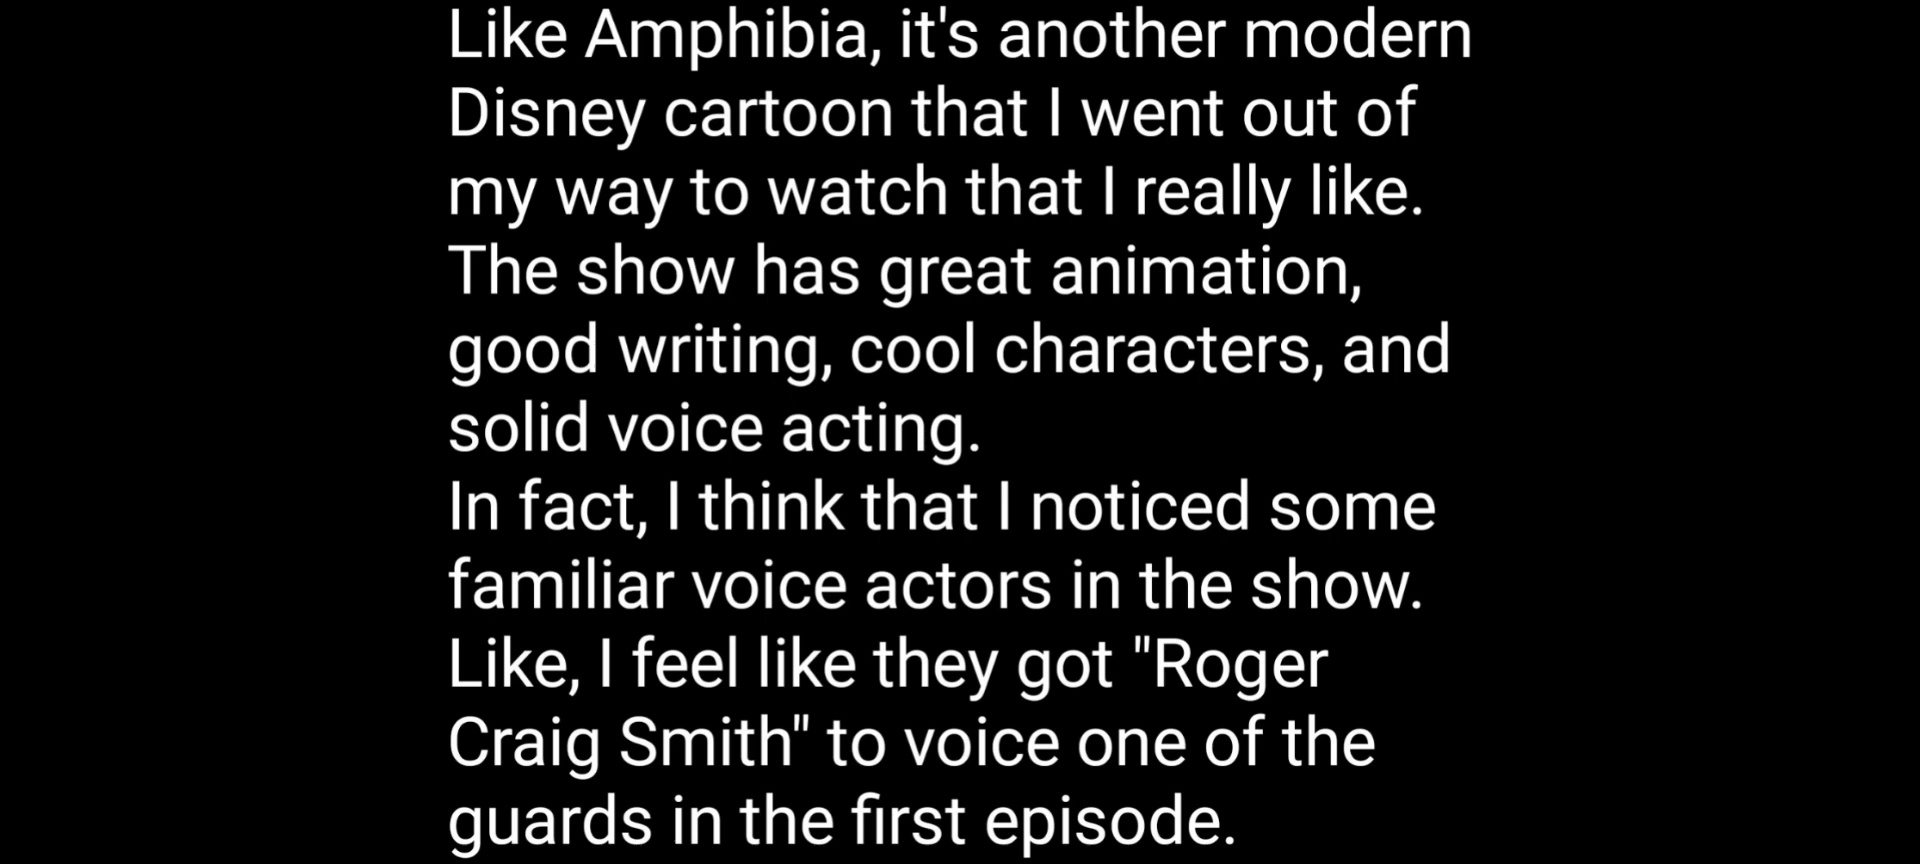 Like Amphibia, it's another modern
Disney cartoon that I went out of
my way to watch that I really like.
The show has great animation,
good writing, cool characters, and
solid voice acting.
In fact, I think that I noticed some
familiar voice actors in the show.
Like, I feel like they got "Roger
Craig Smith" to voice one of the
guards in the first episode.